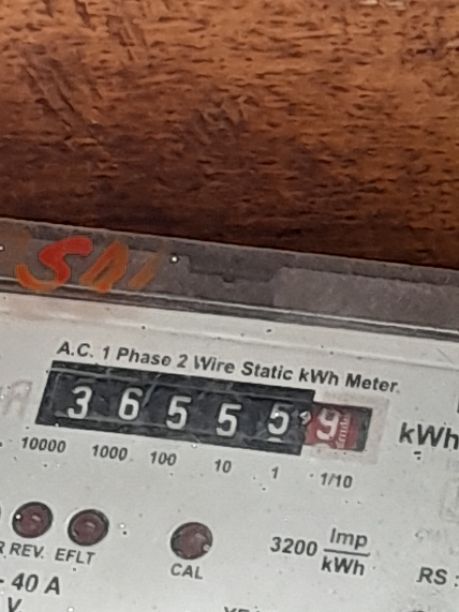 A.C. 1 Phase 2 Wire Static kWh Meter.
3 6 5 5 5 9
kWh
10000 1000 100 10 1 1/10
REV. EFLT
CAL
3200 Imp/kWh
RS :
- 40 A
V